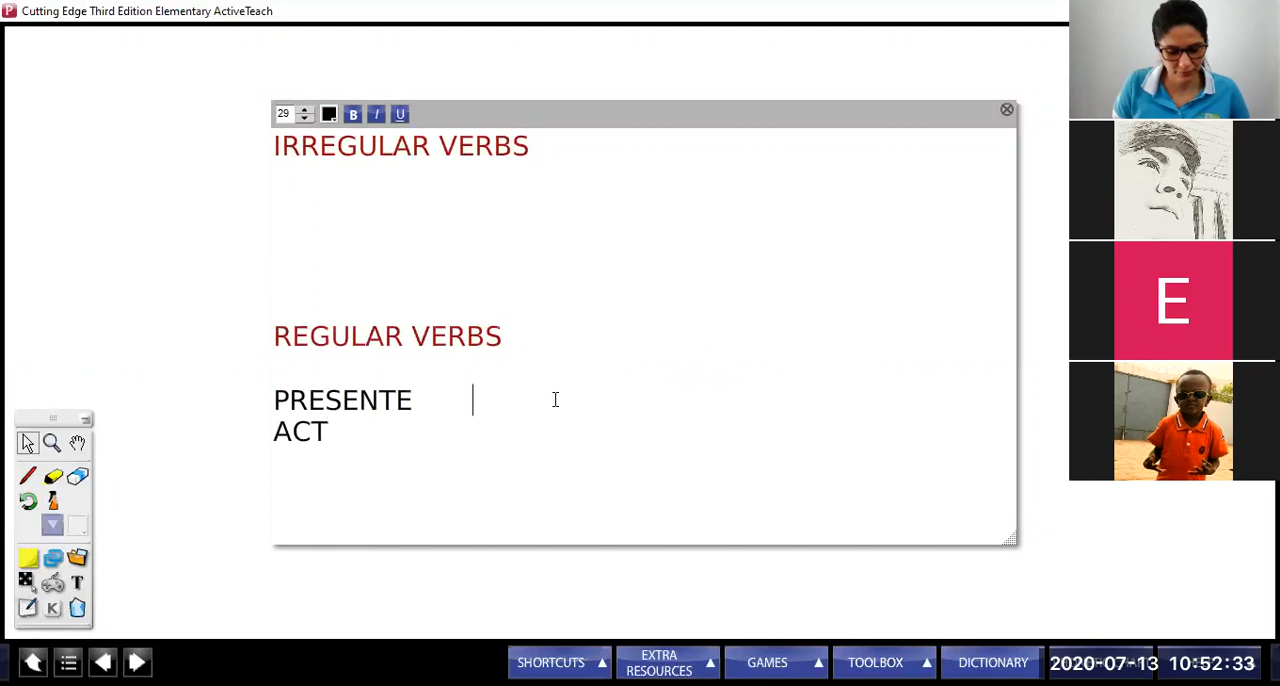 Cutting Edge Third Edition Elementary ActiveTeach
29
B I U
IRREGULAR VERBS
REGULAR VERBS
PRESENTE
ACT
E
T
K
SHORTCUTS
EXTRA
RESOURCES
GAMES
TOOLBOX
DICTIONARY
2020-07-13 10:52:33